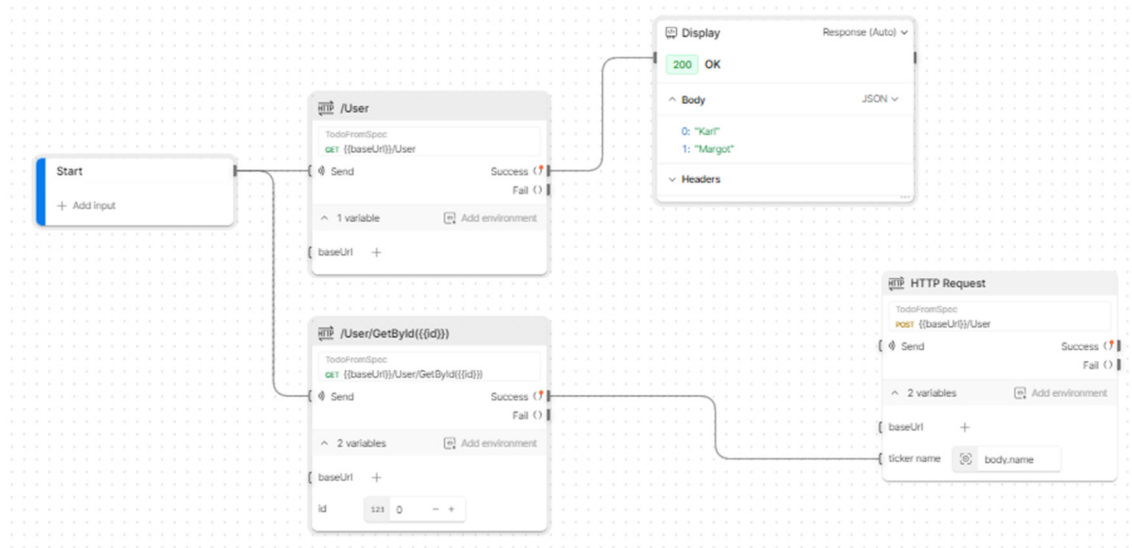 Start
+ Add input
HTTP /User
TodoFromSpec
GET {{baseUrl}}/User
Send Success
Fail
1 variable Add environment
baseUrl +
Display Response (Auto)
200 OK
Body JSON
0: "Karl"
1: "Margot"
Headers
HTTP /User/GetById({{id}})
TodoFromSpec
GET {{baseUrl}}/User/GetById({{id}})
Send Success
Fail
2 variables Add environment
baseUrl +
id 123 0 - +
HTTP HTTP Request
TodoFromSpec
POST {{baseUrl}}/User
Send Success
Fail
2 variables Add environment
baseUrl +
ticker name body.name